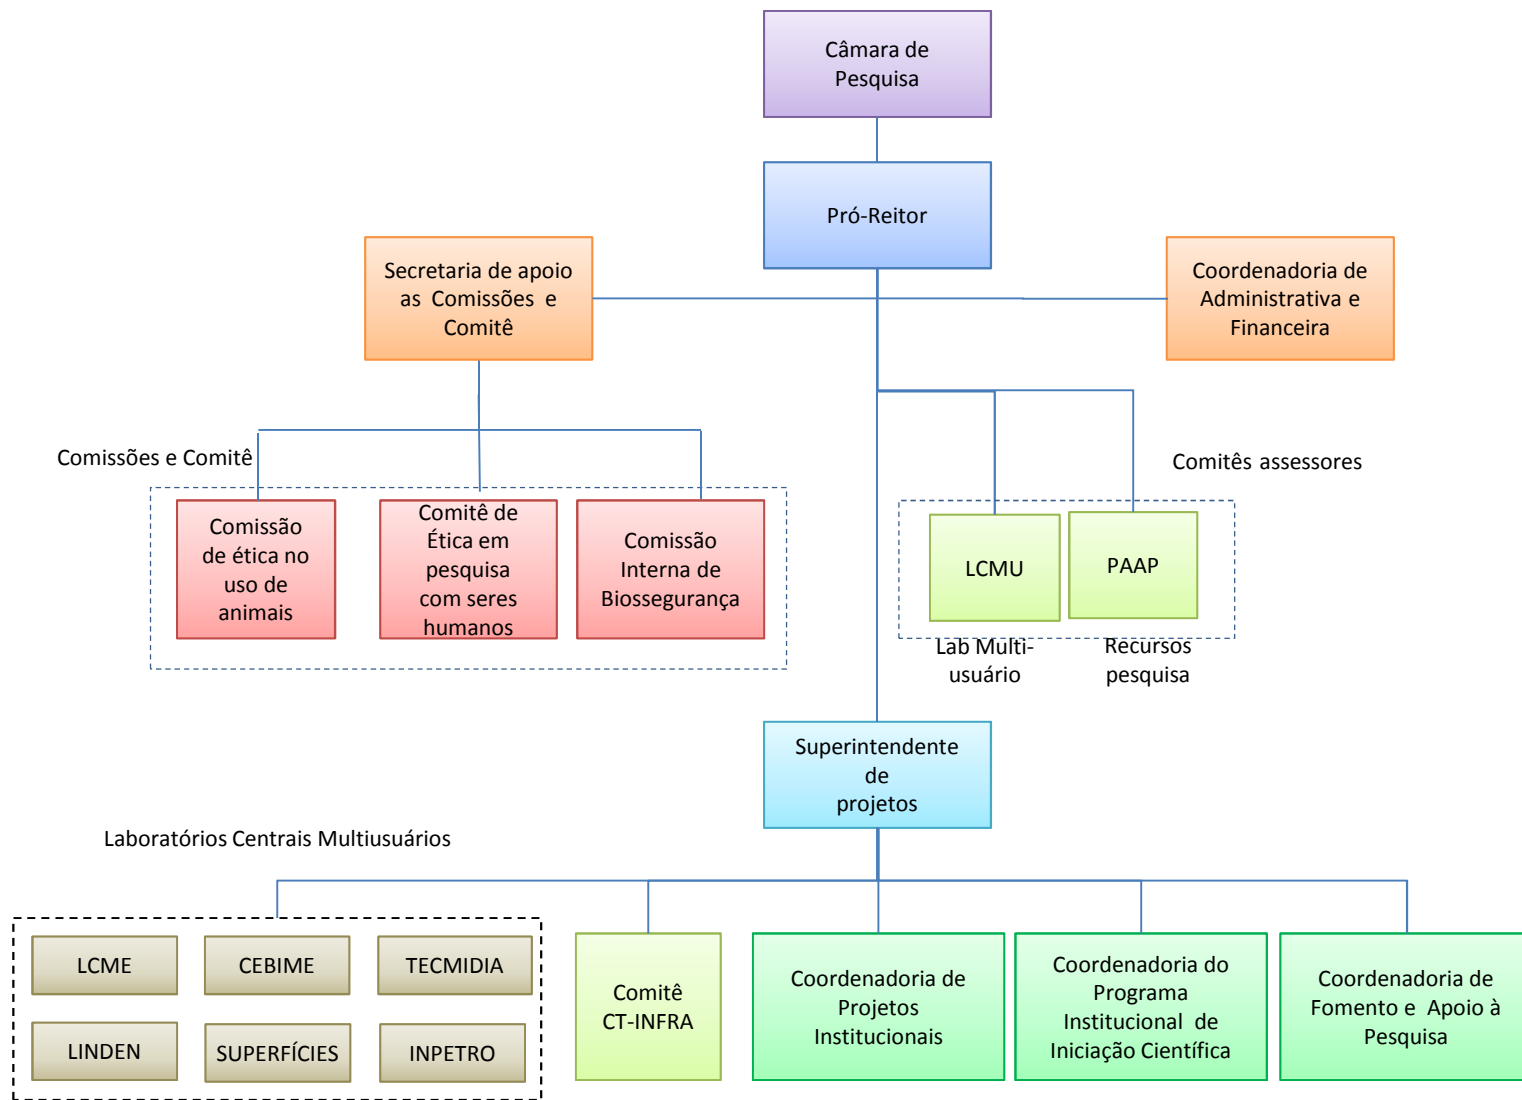 Câmara de
Pesquisa
Pró-Reitor
Secretaria de apoio
as Comissões e
Comitê
Coordenadoria de
Administrativa e
Financeira
Comissões e Comitê
Comitês assessores
Comissão
de ética no
uso de
animais
Comitê de
Ética em
pesquisa
com seres
humanos
Comissão
Interna de
Biossegurança
LCMU
PAAP
Lab Multi-
usuário
Recursos
pesquisa
Superintendente
de
projetos
Laboratórios Centrais Multiusuários
LCME
CEBIME
TECMIDIA
LINDEN
SUPERFÍCIES
INPETRO
Comitê
CT-INFRA
Coordenadoria de
Projetos
Institucionais
Coordenadoria do
Programa
Institucional de
Iniciação Científica
Coordenadoria de
Fomento e Apoio à
Pesquisa